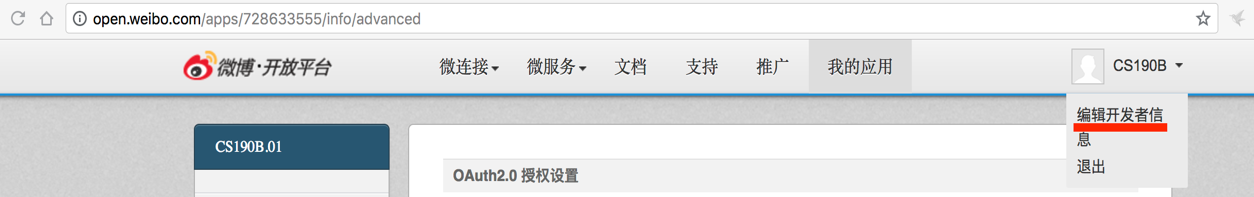 open.weibo.com/apps/728633555/info/advanced
微博·开放平台 微连接 微服务 文档 支持 推广 我的应用 CS190B
编辑开发者信
息
退出
CS190B.01
OAuth2.0 授权设置